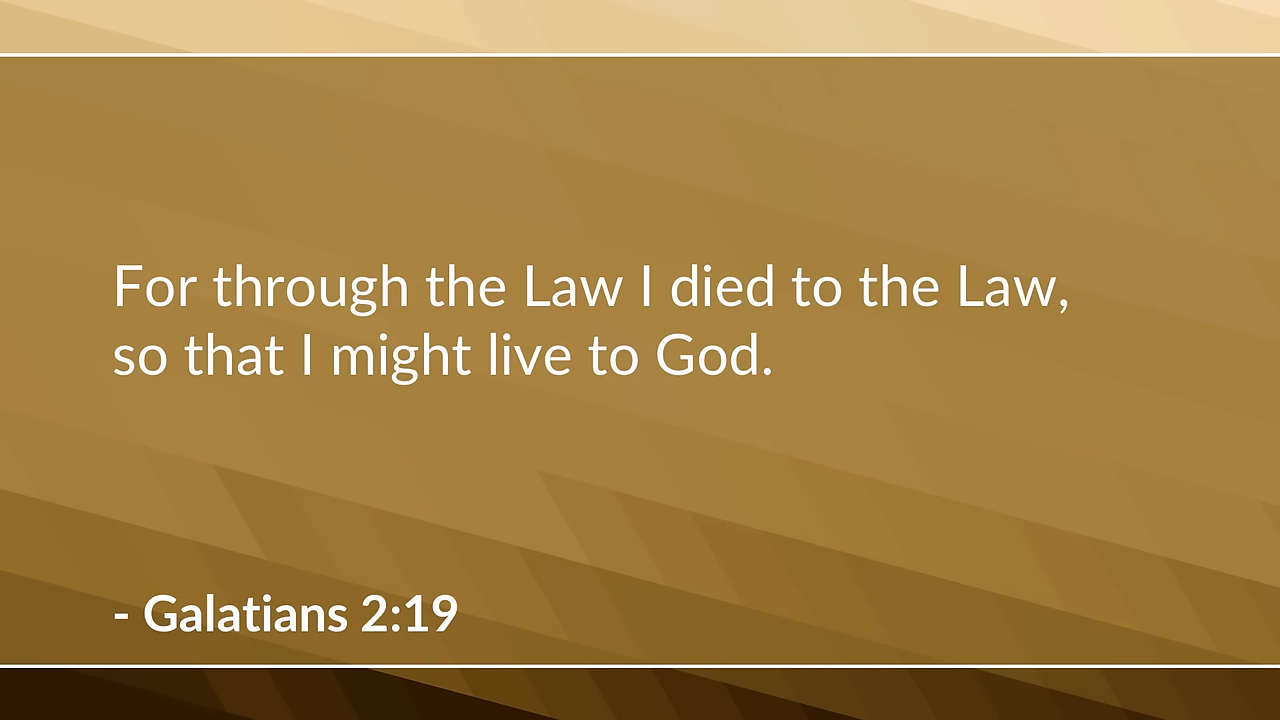 For through the Law I died to the Law,
so that I might live to God.
- Galatians 2:19